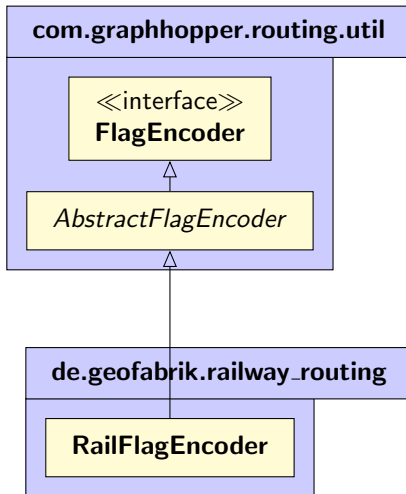 com.graphhopper.routing.util
≪interface≫
FlagEncoder
AbstractFlagEncoder
de.geofabrik.railway_routing
RailFlagEncoder